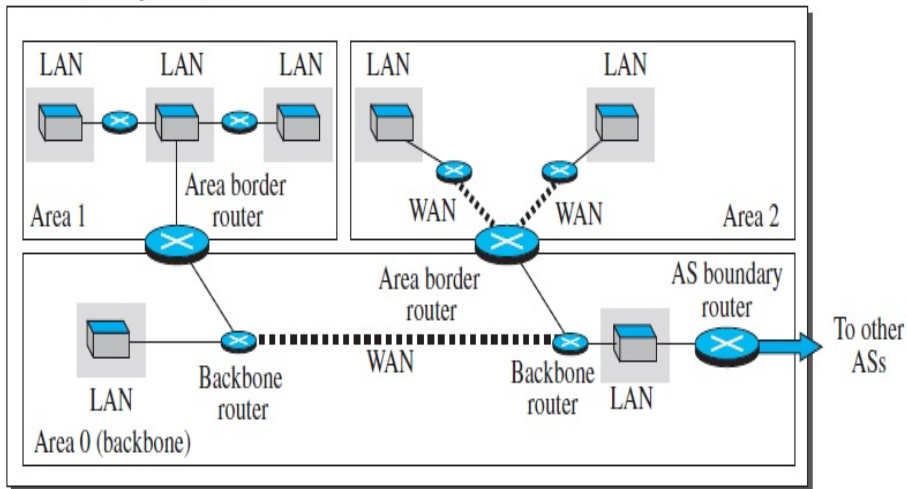 LAN
LAN
LAN
Area border
router
Area 1
LAN
LAN
WAN
WAN
Area 2
Area border
router
AS boundary
router
To other
ASs
LAN
Backbone
router
WAN
Backbone
router
LAN
Area 0 (backbone)